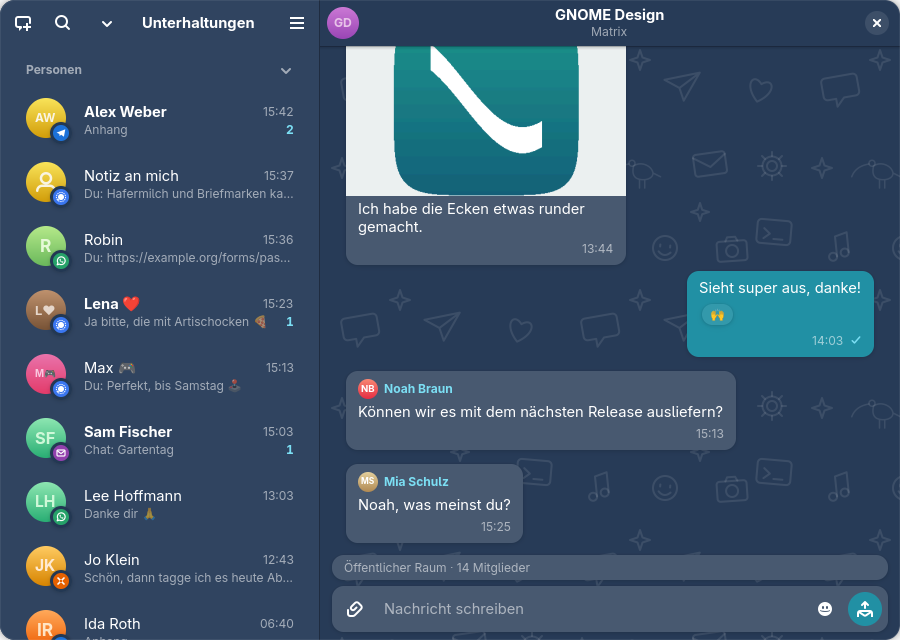 Unterhaltungen
Personen
AW
Alex Weber
15:42
Anhang
2
Notiz an mich
15:37
Du: Hafermilch und Briefmarken ka…
R
Robin
15:36
Du: https://example.org/forms/pas…
L❤
Lena ❤️
15:23
Ja bitte, die mit Artischocken 🍕
1
M🎮
Max 🎮
15:13
Du: Perfekt, bis Samstag 🕹️
SF
Sam Fischer
15:03
Chat: Gartentag
1
LH
Lee Hoffmann
13:03
Danke dir 🙏
JK
Jo Klein
12:43
Schön, dann tagge ich es heute Ab…
IR
Ida Roth
06:40
Anhang
GD
GNOME Design
Matrix
Ich habe die Ecken etwas runder
gemacht.
13:44
Sieht super aus, danke!
🙌
14:03 ✓
NB
Noah Braun
Können wir es mit dem nächsten Release ausliefern?
15:13
MS
Mia Schulz
Noah, was meinst du?
15:25
Öffentlicher Raum · 14 Mitglieder
Nachricht schreiben